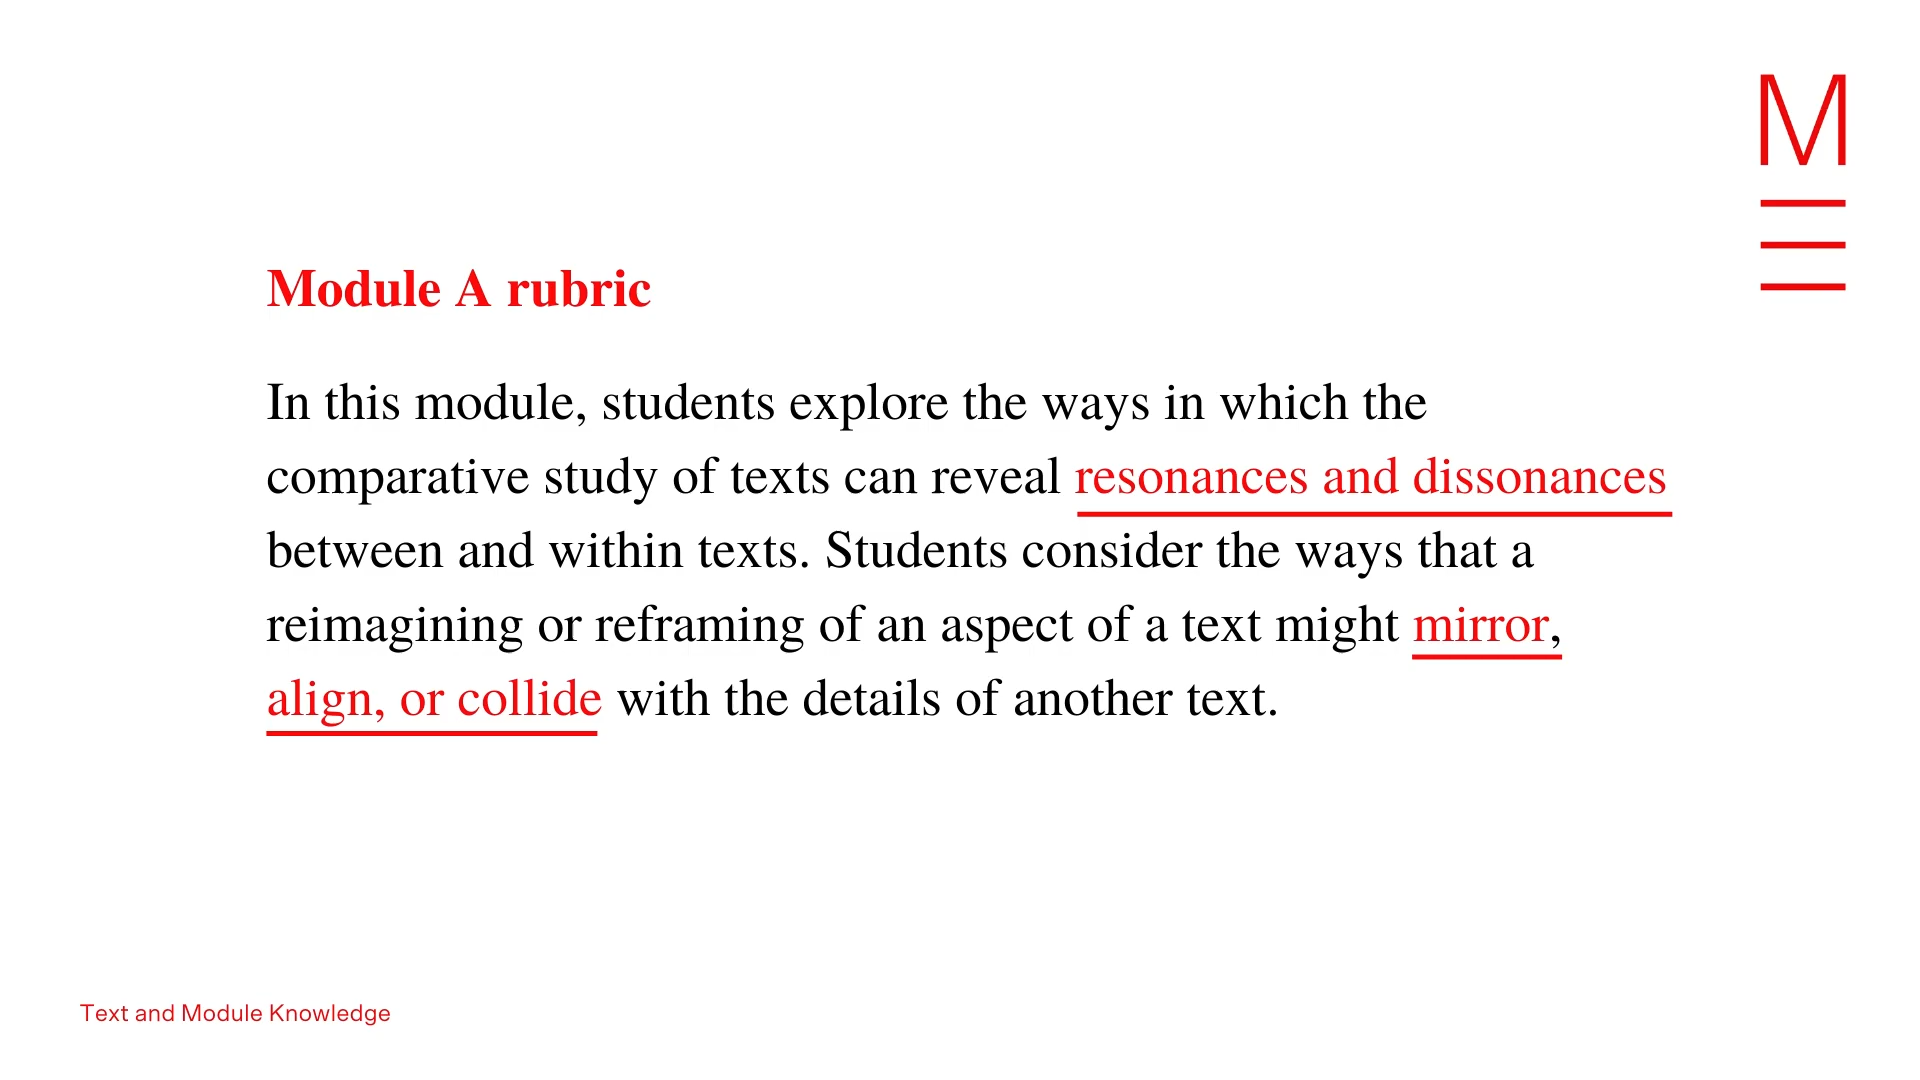 M
Module A rubric
In this module, students explore the ways in which the
comparative study of texts can reveal resonances and dissonances
between and within texts. Students consider the ways that a
reimagining or reframing of an aspect of a text might mirror,
align, or collide with the details of another text.
Text and Module Knowledge